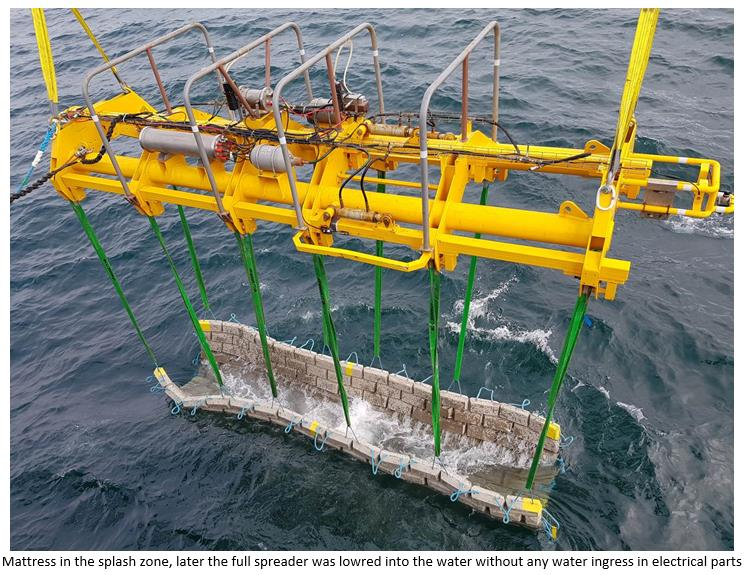 Mattress in the splash zone, later the full spreader was lowred into the water without any water ingress in electrical parts